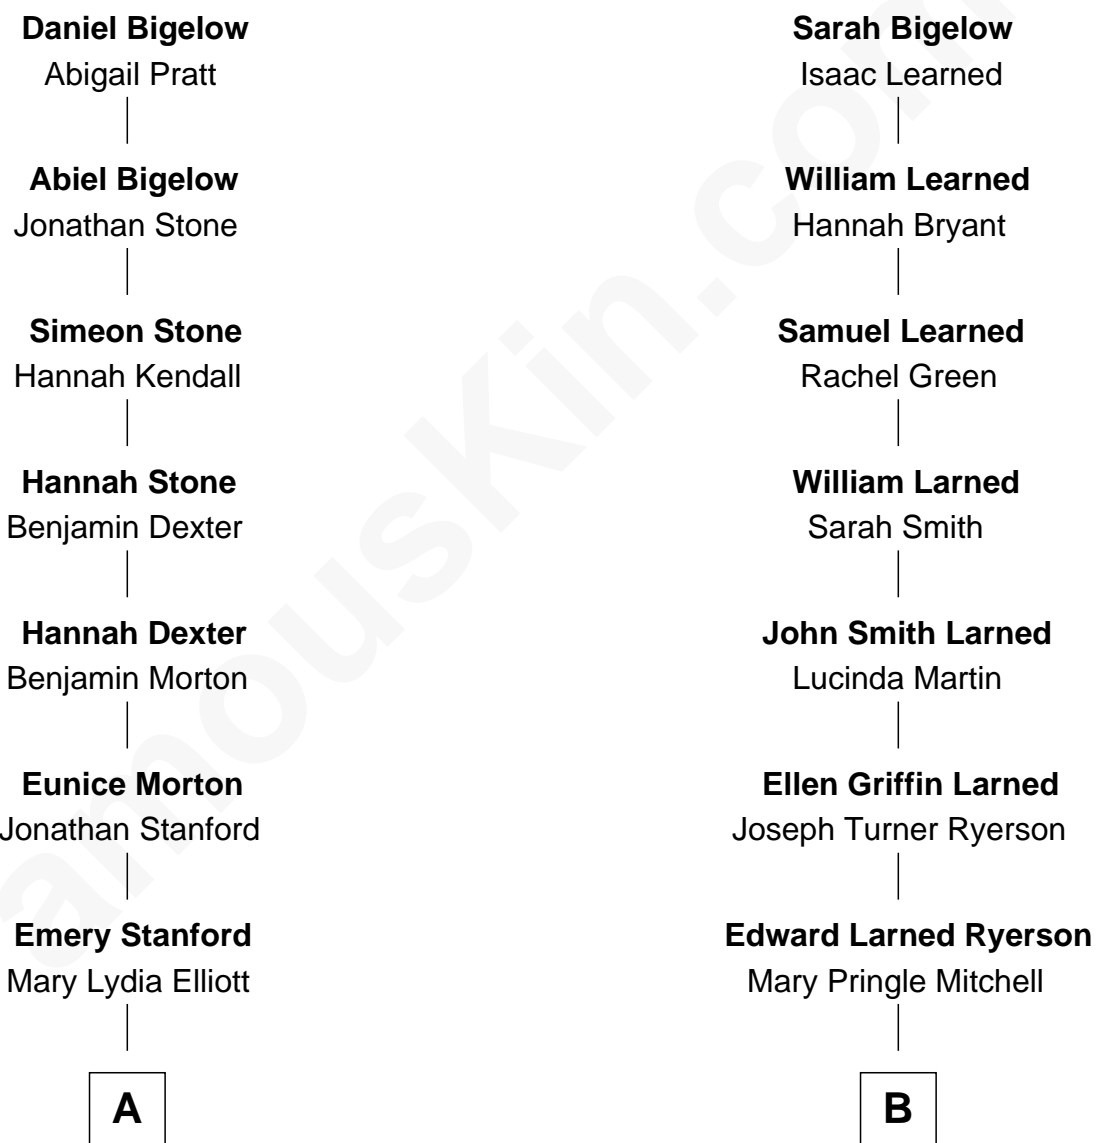 Daniel Bigelow
Abigail Pratt
Abiel Bigelow
Jonathan Stone
Simeon Stone
Hannah Kendall
Hannah Stone
Benjamin Dexter
Hannah Dexter
Benjamin Morton
Eunice Morton
Jonathan Stanford
Emery Stanford
Mary Lydia Elliott
A
Sarah Bigelow
Isaac Learned
William Learned
Hannah Bryant
Samuel Learned
Rachel Green
William Larned
Sarah Smith
John Smith Larned
Lucinda Martin
Ellen Griffin Larned
Joseph Turner Ryerson
Edward Larned Ryerson
Mary Pringle Mitchell
B
amouskin.com